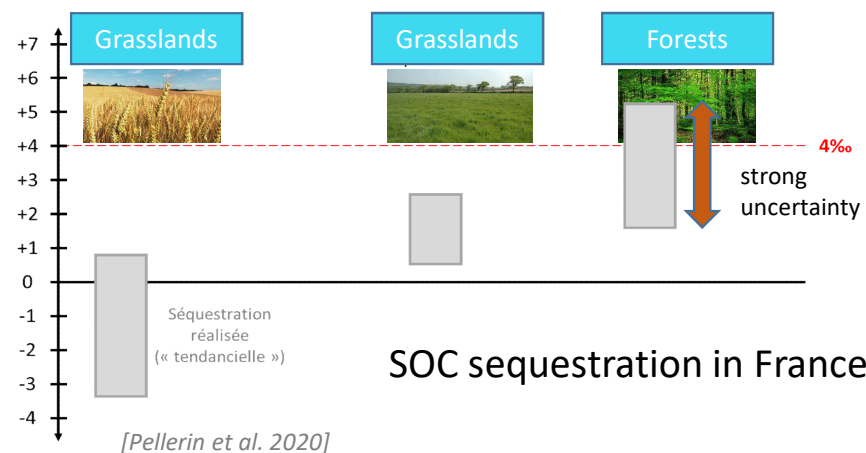 Grasslands
Grasslands
Forests
+7
+6
+5
+4
+3
+2
+1
0
-1
-2
-3
-4
4‰
strong
uncertainty
Séquestration
réalisée
(« tendancielle »)
SOC sequestration in France
[Pellerin et al. 2020]